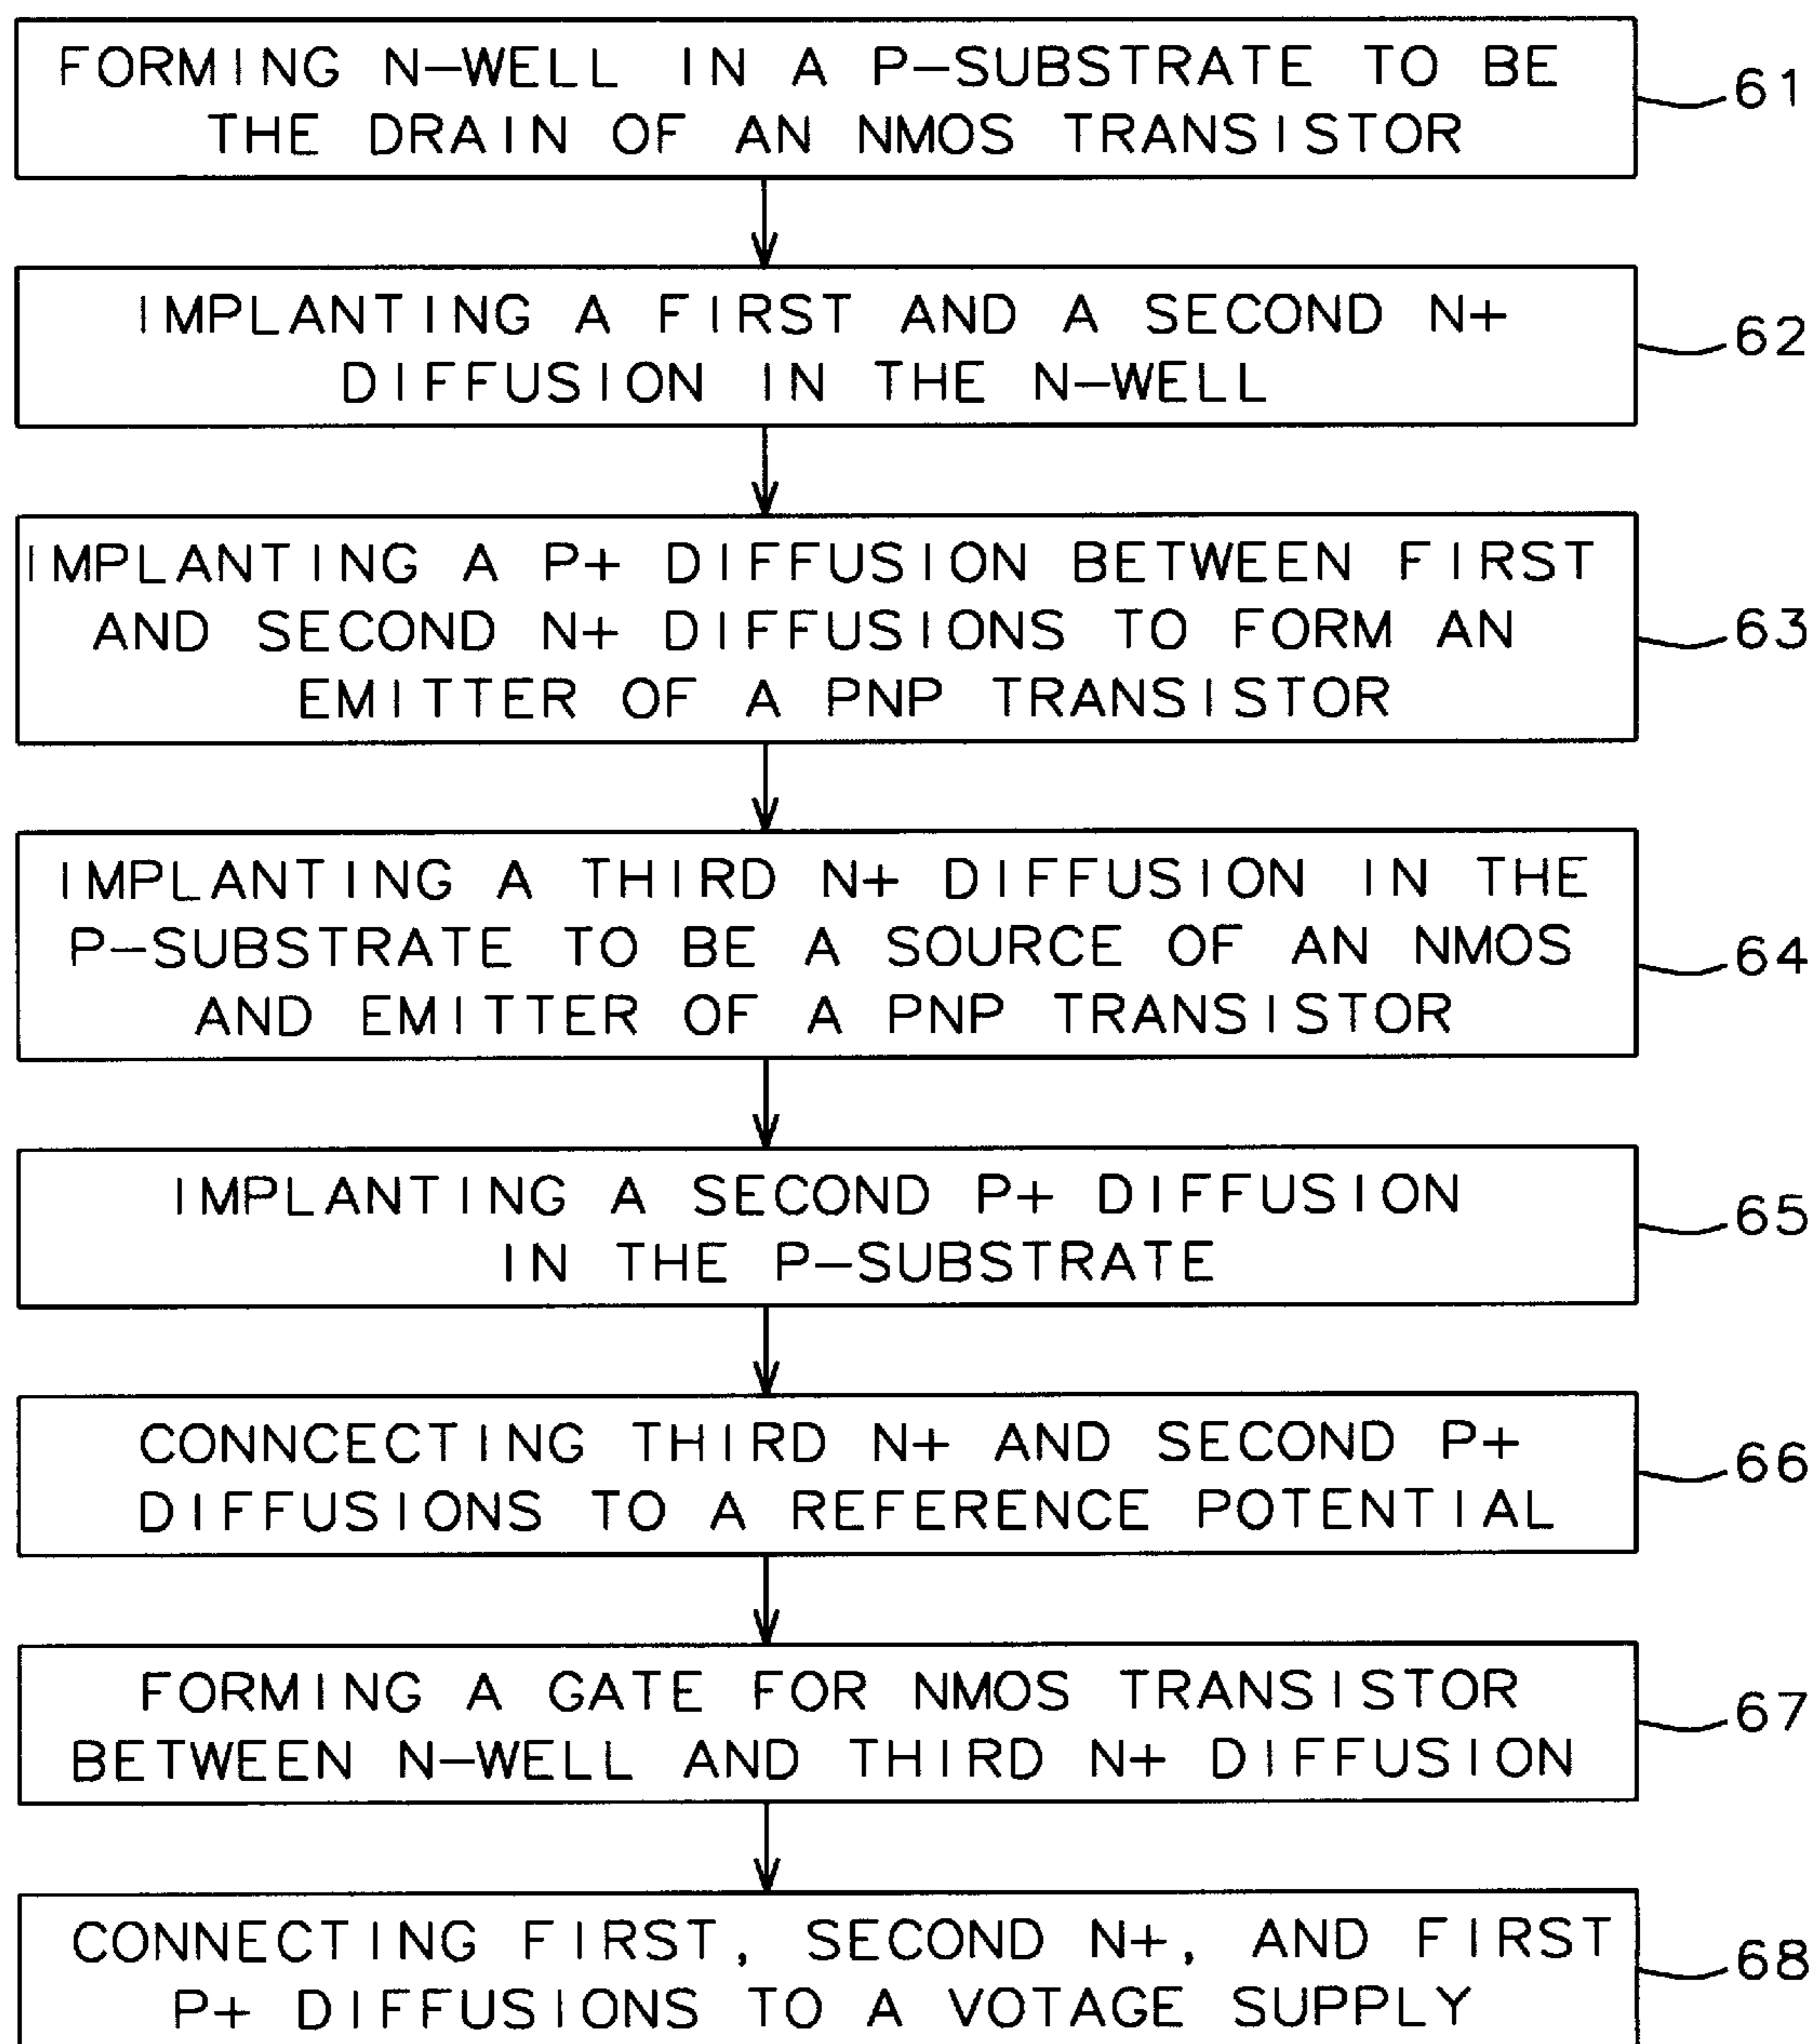 FORMING N-WELL IN A P-SUBSTRATE TO BE
THE DRAIN OF AN NMOS TRANSISTOR
61
IMPLANTING A FIRST AND A SECOND N+
DIFFUSION IN THE N-WELL
62
IMPLANTING A P+ DIFFUSION BETWEEN FIRST
AND SECOND N+ DIFFUSIONS TO FORM AN
EMITTER OF A PNP TRANSISTOR
63
IMPLANTING A THIRD N+ DIFFUSION IN THE
P-SUBSTRATE TO BE A SOURCE OF AN NMOS
AND EMITTER OF A PNP TRANSISTOR
64
IMPLANTING A SECOND P+ DIFFUSION
IN THE P-SUBSTRATE
65
CONNCECTING THIRD N+ AND SECOND P+
DIFFUSIONS TO A REFERENCE POTENTIAL
66
FORMING A GATE FOR NMOS TRANSISTOR
BETWEEN N-WELL AND THIRD N+ DIFFUSION
67
CONNECTING FIRST, SECOND N+, AND FIRST
P+ DIFFUSIONS TO A VOTAGE SUPPLY
68